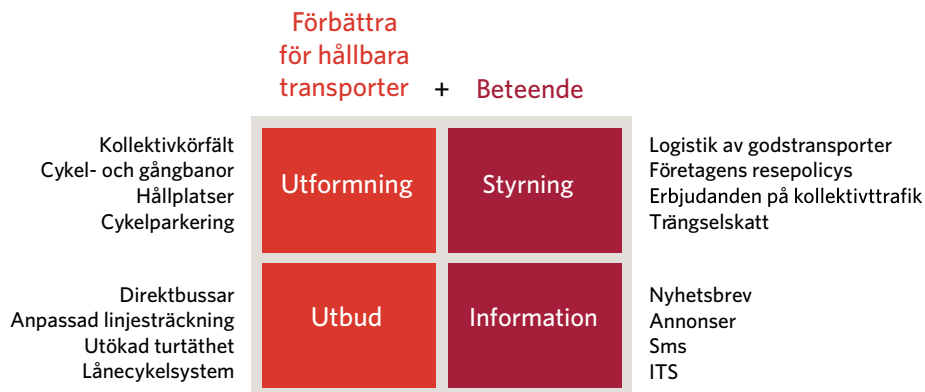 Förbättra
för hållbara
transporter + Beteende
Kollektivkörfält
Cykel- och gångbanor
Hållplatser
Cykelparkering
Utformning
Styrning
Logistik av godstransporter
Företagens resepolicys
Erbjudanden på kollektivttrafik
Trängselskatt
Direktbussar
Anpassad linjesträckning
Utökad turtäthet
Lånecykelsystem
Utbud
Information
Nyhetsbrev
Annonser
Sms
ITS